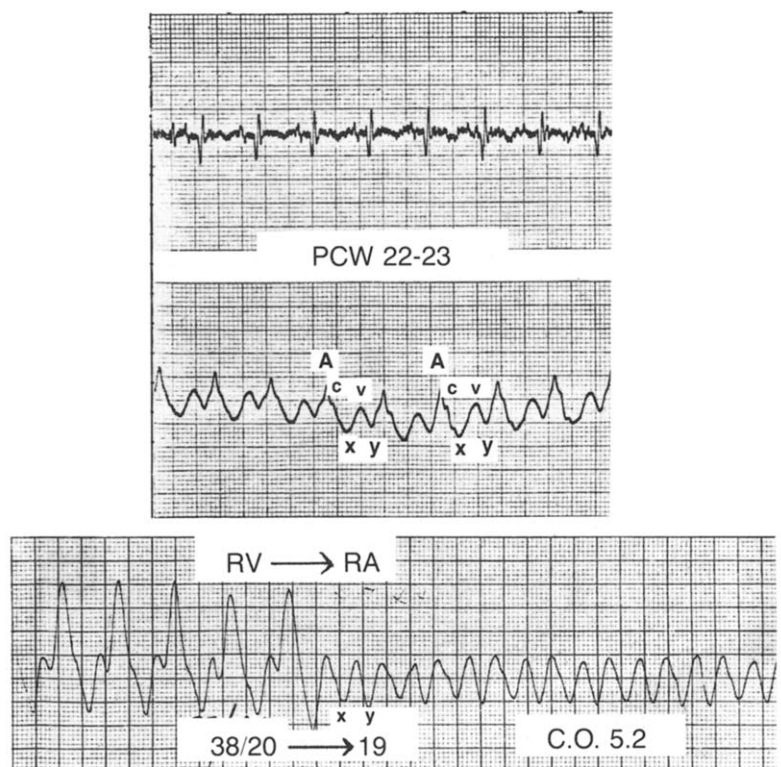 PCW 22-23
A A
c v c v
x y x y
RV → RA
x y
38/20 → 19
C.O. 5.2